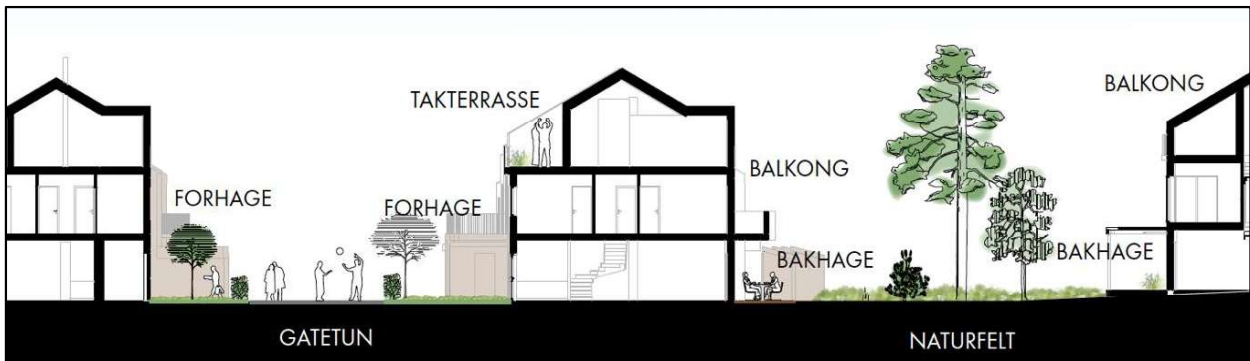 TAKTERRASSE
BALKONG
FORHAGE
FORHAGE
BALKONG
BAKHAGE
BAKHAGE
GATETUN
NATURFELT